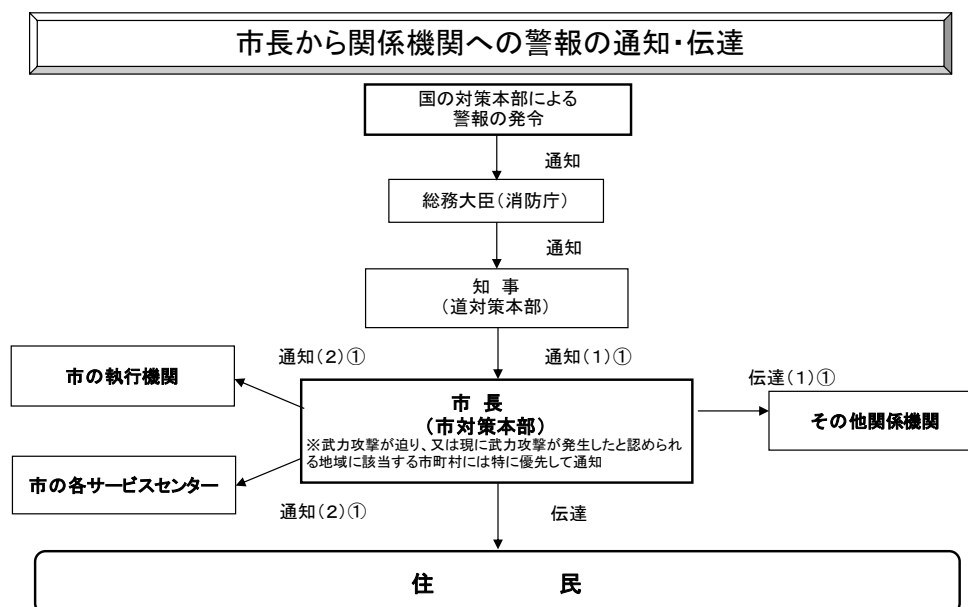 市長から関係機関への警報の通知･伝達
国の対策本部による
警報の発令
通知
総務大臣（消防庁）
通知
知 事
（道対策本部）
通知（２）①
通知（１）①
市の執行機関
伝達（１）①
市 長
（市対策本部）
※武力攻撃が迫り、又は現に武力攻撃が発生したと認められ
る地域に該当する市町村には特に優先して通知
その他関係機関
市の各サービスセンター
通知（２）①
伝達
住 民